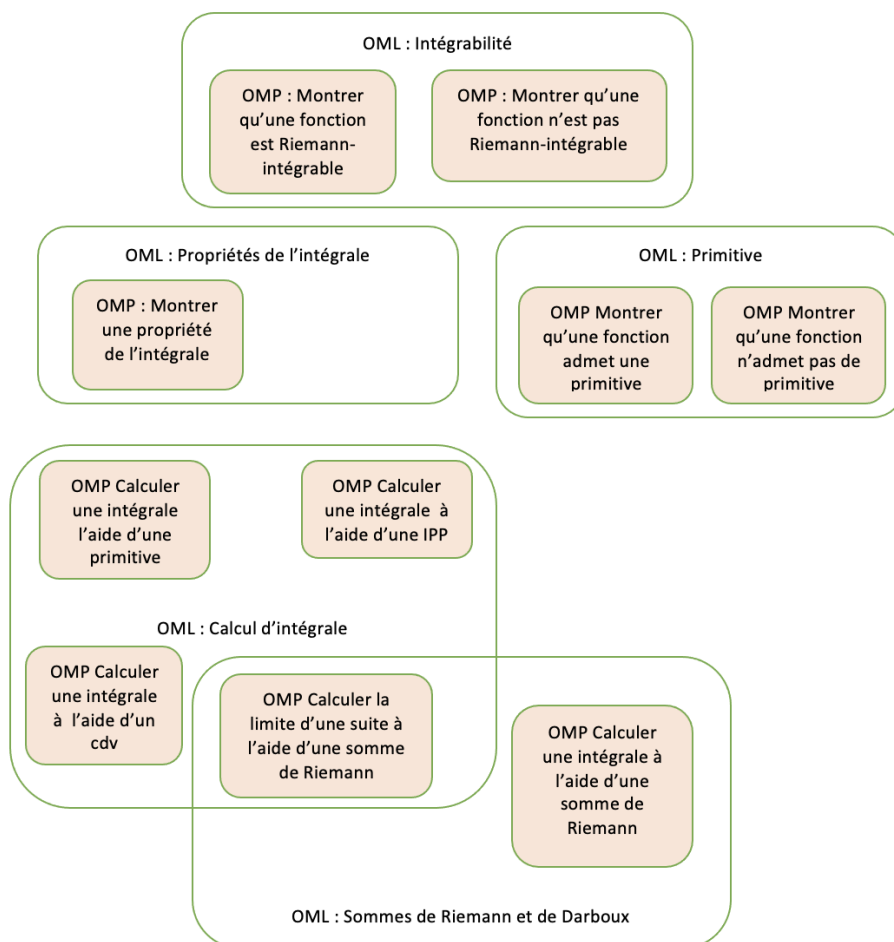 OML : Intégrabilité
OMP : Montrer
qu’une fonction
est Riemann-
intégrable
OMP : Montrer qu’une
fonction n’est pas
Riemann-intégrable
OML : Propriétés de l’intégrale
OMP : Montrer
une propriété
de l’intégrale
OML : Primitive
OMP Montrer
qu’une fonction
admet une
primitive
OMP Montrer
qu’une fonction
n’admet pas de
primitive
OMP Calculer
une intégrale
l’aide d’une
primitive
OMP Calculer
une intégrale à
l’aide d’une IPP
OML : Calcul d’intégrale
OMP Calculer
une intégrale
à l’aide d’un
cdv
OMP Calculer la
limite d’une suite à
l’aide d’une somme
de Riemann
OMP Calculer
une intégrale à
l’aide d’une
somme de
Riemann
OML : Sommes de Riemann et de Darboux